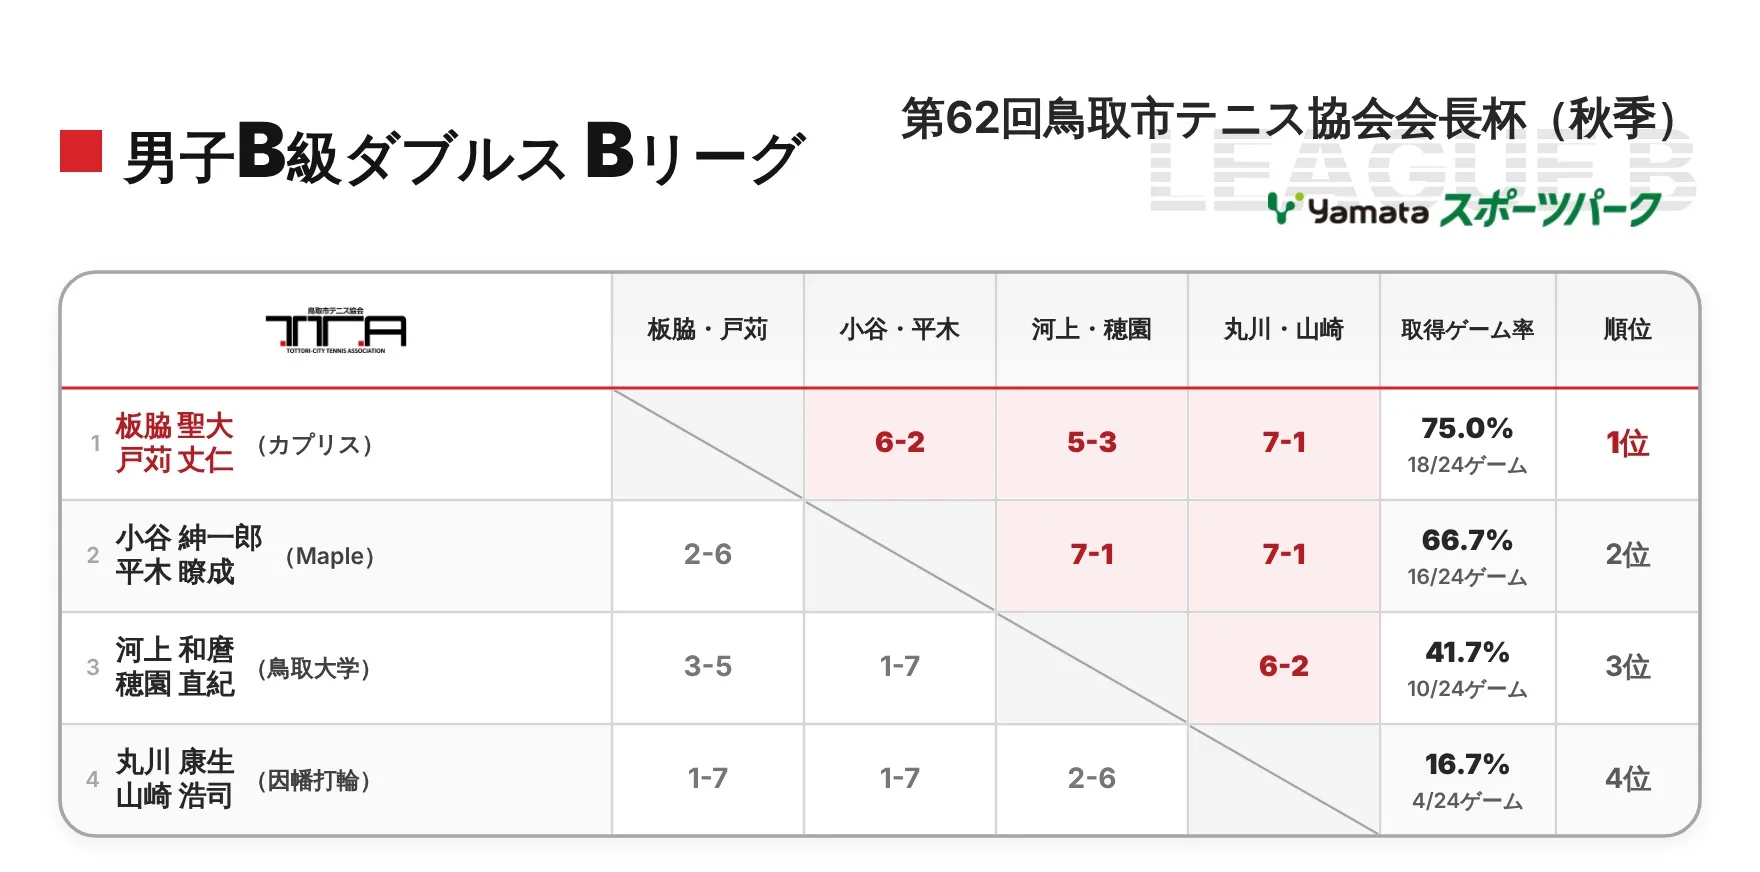 男子B級ダブルス Bリーグ
第62回鳥取市テニス協会会長杯（秋季）
LEAGUE B
Yamata スポーツパーク
鳥取市テニス協会
TTA
TOTTORI-CITY TENNIS ASSOCIATION
板脇・戸苅 小谷・平木 河上・穂園 丸川・山崎 取得ゲーム率 順位
1 板脇 聖大 戸苅 丈仁 （カプリス） 6-2 5-3 7-1 75.0% 18/24ゲーム 1位
2 小谷 紳一郎 平木 瞭成 （Maple） 2-6 7-1 7-1 66.7% 16/24ゲーム 2位
3 河上 和暦 穂園 直紀 （鳥取大学） 3-5 1-7 6-2 41.7% 10/24ゲーム 3位
4 丸川 康生 山崎 浩司 （因幡打輪） 1-7 1-7 2-6 16.7% 4/24ゲーム 4位